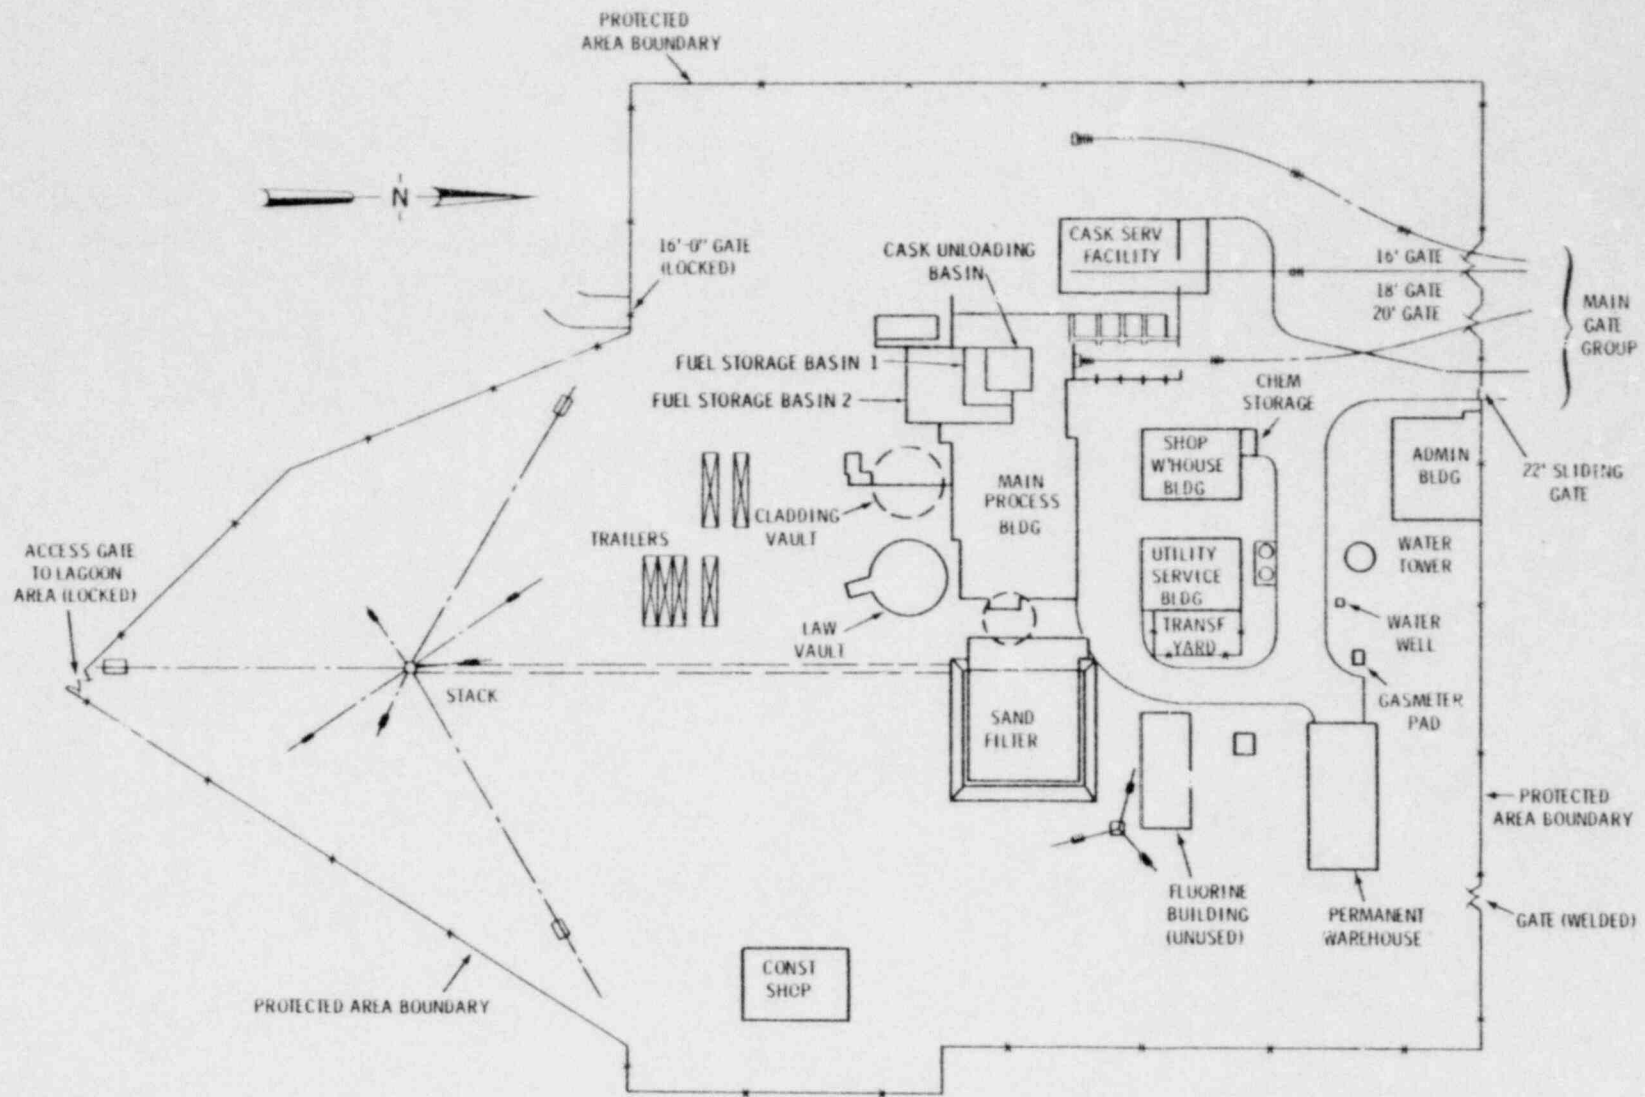 PROTECTED
AREA BOUNDARY
N
16'-0" GATE
(LOCKED)
CASK UNLOADING
BASIN
CASK SERV
FACILITY
16' GATE
18' GATE
20' GATE
MAIN
GATE
GROUP
FUEL STORAGE BASIN 1
FUEL STORAGE BASIN 2
CHEM
STORAGE
SHOP
W'HOUSE
BLDG
ADMIN
BLDG
22' SLIDING
GATE
MAIN
PROCESS
BLDG
CLADDING
VAULT
TRAILERS
ACCESS GATE
TO LAGOON
AREA (LOCKED)
UTILITY
SERVICE
BLDG
WATER
TOWER
LAW
VAULT
TRANSF
YARD
WATER
WELL
STACK
GASMETER
PAD
SAND
FILTER
PROTECTED
AREA BOUNDARY
FLUORINE
BUILDING
(UNUSED)
PERMANENT
WAREHOUSE
GATE (WELDED)
CONST
SHOP
PROTECTED AREA BOUNDARY